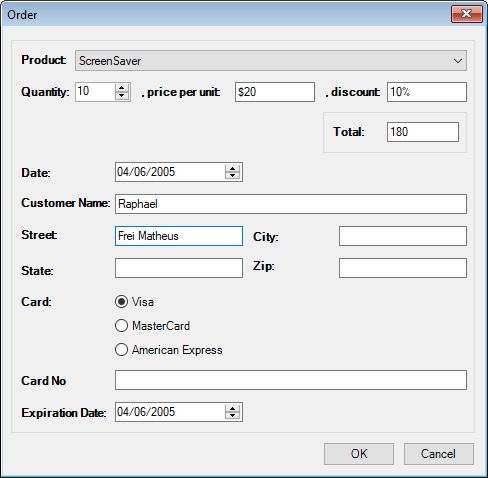 Order
Product: ScreenSaver
Quantity: 10 , price per unit: $20 , discount: 10%
Total: 180
Date: 04/06/2005
Customer Name: Raphael
Street: Frei Matheus City:
State: Zip:
Card: Visa
MasterCard
American Express
Card No
Expiration Date: 04/06/2005
OK Cancel